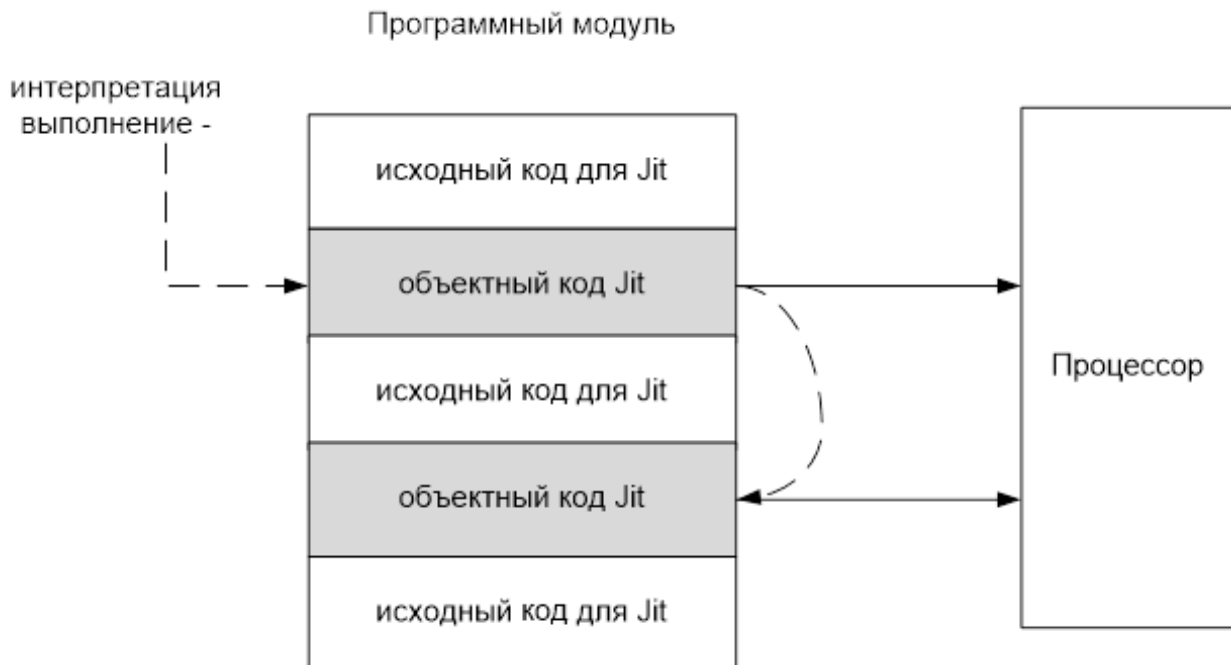 Программный модуль
интерпретация
выполнение -
исходный код для Jit
объектный код Jit
исходный код для Jit
объектный код Jit
исходный код для Jit
Процессор